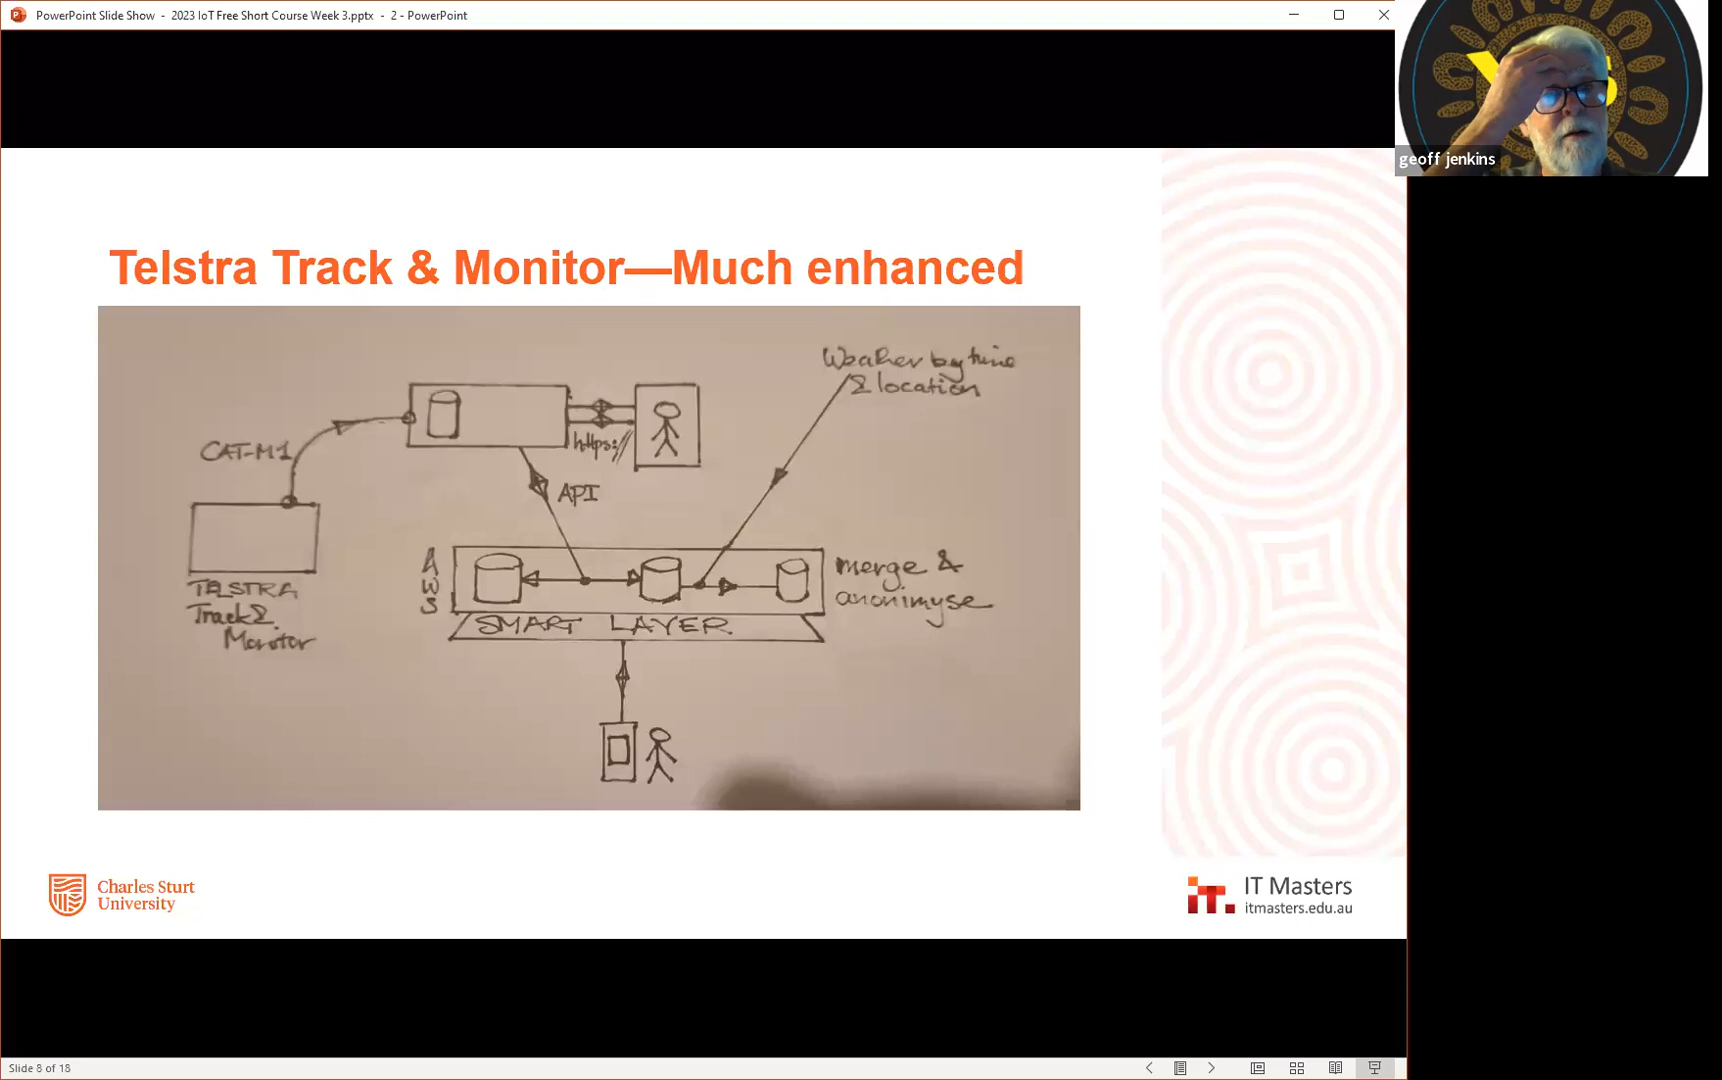 PowerPoint Slide Show - 2023 IoT Free Short Course Week 3.pptx - 2 - PowerPoint
geoff jenkins
Telstra Track & Monitor—Much enhanced
Weaher by time
& location
CAT-M1
https://
API
TELSTRA
Track &
Monitor
AWS
merge &
anonimyse
SMART LAYER
Charles Sturt
University
IT Masters
itmasters.edu.au
Slide 8 of 18